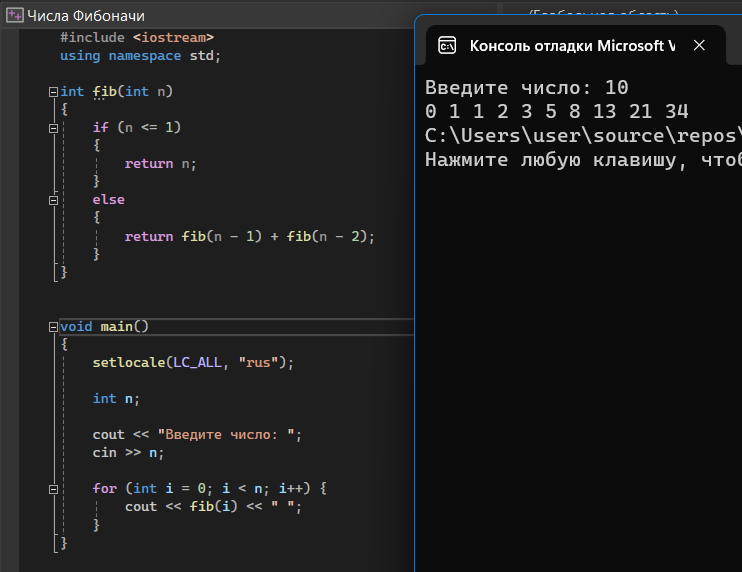 Числа Фибоначи
#include <iostream>
using namespace std;
int fib(int n)
{
if (n <= 1)
{
return n;
}
else
{
return fib(n - 1) + fib(n - 2);
}
}
void main()
{
setlocale(LC_ALL, "rus");
int n;
cout << "Введите число: ";
cin >> n;
for (int i = 0; i < n; i++) {
cout << fib(i) << " ";
}
}
Консоль отладки Microsoft V
Введите число: 10
0 1 1 2 3 5 8 13 21 34
C:\Users\user\source\repos\
Нажмите любую клавишу, чтоб